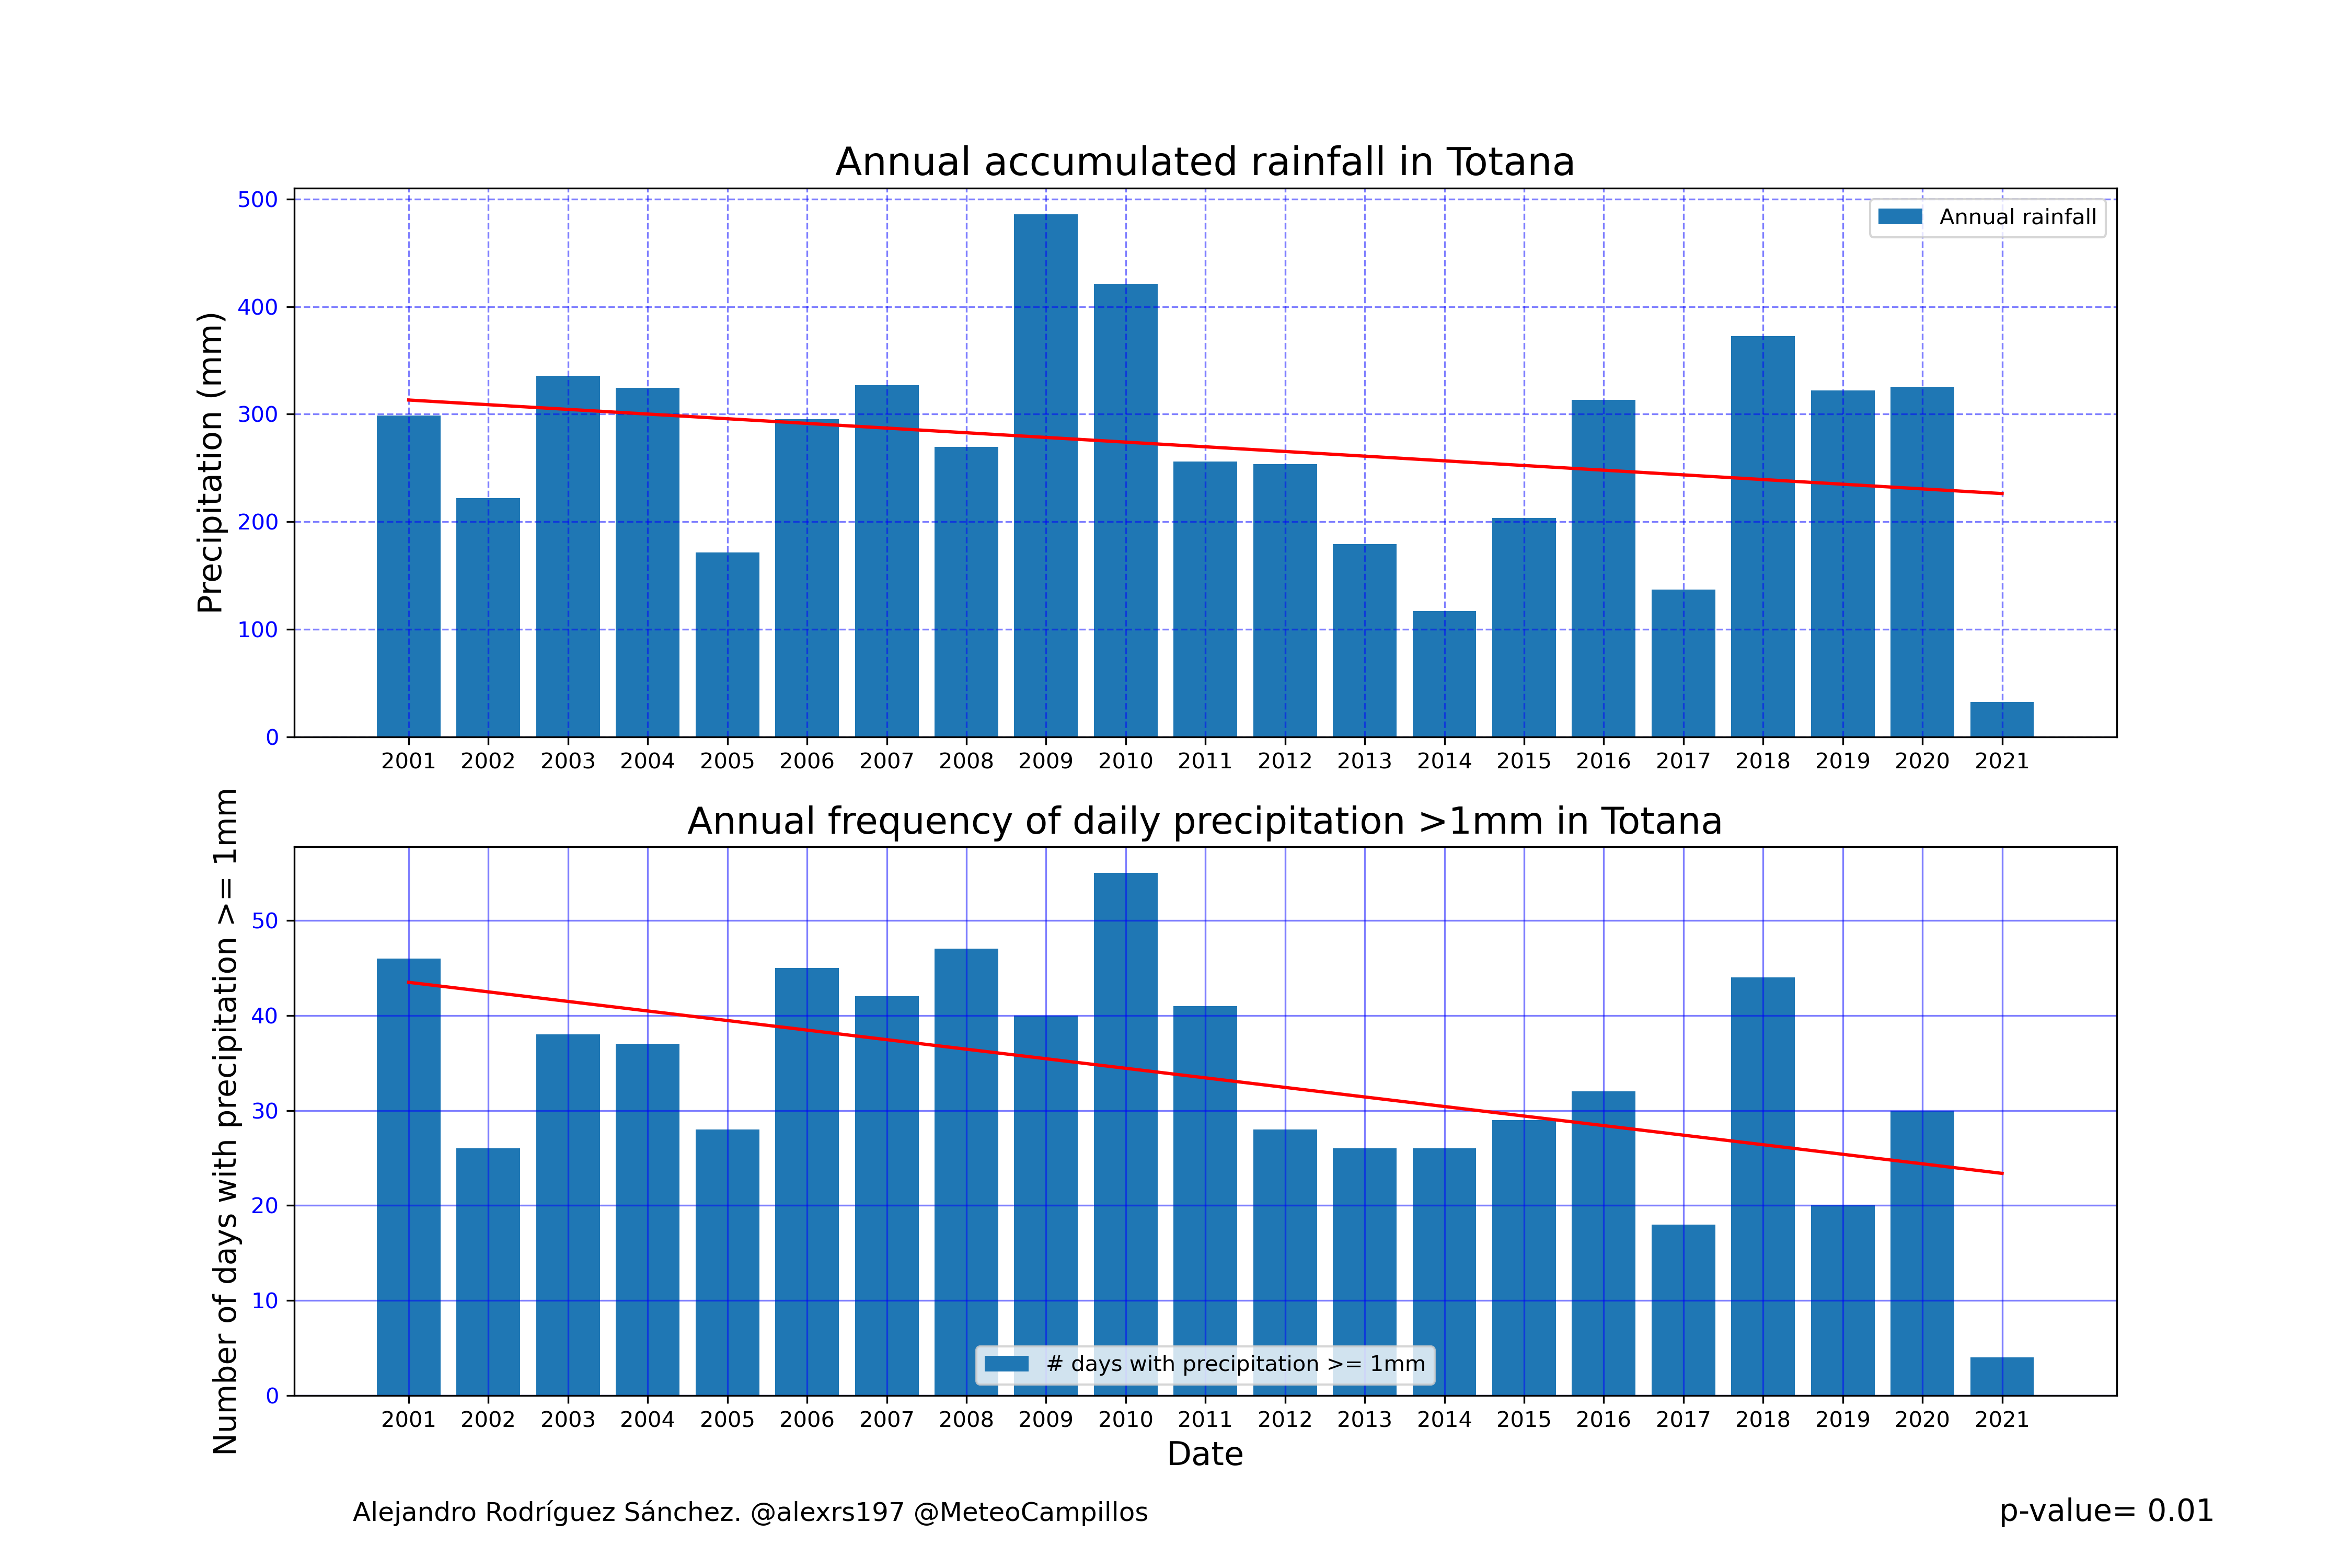 Annual accumulated rainfall in Totana
Precipitation (mm)
500
400
300
200
100
0
Annual rainfall
2001 2002 2003 2004 2005 2006 2007 2008 2009 2010 2011 2012 2013 2014 2015 2016 2017 2018 2019 2020 2021
Annual frequency of daily precipitation >1mm in Totana
Number of days with precipitation >= 1mm
50
40
30
20
10
0
# days with precipitation >= 1mm
2001 2002 2003 2004 2005 2006 2007 2008 2009 2010 2011 2012 2013 2014 2015 2016 2017 2018 2019 2020 2021
Date
Alejandro Rodríguez Sánchez. @alexrs197 @MeteoCampillos
p-value= 0.01